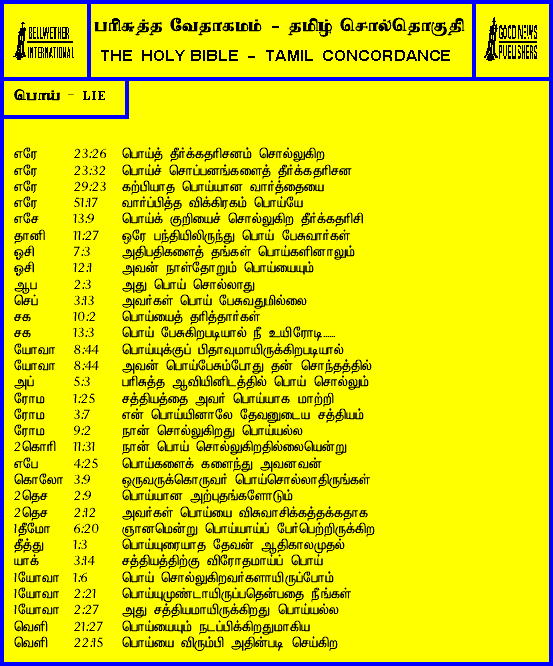 BELLWETHER
INTERNATIONAL
பரிசுத்த வேதாகமம் - தமிழ் சொல்தொகுதி
THE HOLY BIBLE - TAMIL CONCORDANCE
GOOD NEWS
PUBLISHERS
பொய் - LIE
எரே 23:26 பொய்த் தீர்க்கதரிசனம் சொல்லுகிற
எரே 23:32 பொய்ச் சொப்பனங்களைத் தீர்க்கதரிசன
எரே 29:23 கற்பியாத பொய்யான வார்த்தையை
எரே 51:17 வார்ப்பித்த விக்கிரகம் பொய்யே
எசே 13:9 பொய்க் குறியைச் சொல்லுகிற தீர்க்கதரிசி
தானி 11:27 ஒரே பந்தியிலிருந்து பொய் பேசுவார்கள்
ஓசி 7:3 அதிபதிகளைத் தங்கள் பொய்களினாலும்
ஓசி 12:1 அவன் நாள்தோறும் பொய்யையும்
ஆப 2:3 அது பொய் சொல்லாது
செப் 3:13 அவர்கள் பொய் பேசுவதுமில்லை
சக 10:2 பொய்யைத் தரித்தார்கள்
சக 13:3 பொய் பேசுகிறபடியால் நீ உயிரோடி......
யோவா 8:44 பொய்யுக்குப் பிதாவுமாயிருக்கிறபடியால்
யோவா 8:44 அவன் பொய்பேசும்போது தன் சொந்தத்தில்
அப் 5:3 பரிசுத்த ஆவியினிடத்தில் பொய் சொல்லும்
ரோம 1:25 சத்தியத்தை அவர் பொய்யாக மாற்றி
ரோம 3:7 என் பொய்யினாலே தேவனுடைய சத்தியம்
ரோம 9:2 நான் சொல்லுகிறது பொய்யல்ல
2கொரி 11:31 நான் பொய் சொல்லுகிறதில்லையென்று
எபே 4:25 பொய்களைக் களைந்து அவனவன்
கொலோ 3:9 ஒருவருக்கொருவர் பொய்சொல்லாதிருங்கள்
2தெச 2:9 பொய்யான அற்புதங்களோடும்
2தெச 2:12 அவர்கள் பொய்யை விசுவாசிக்கத்தக்கதாக
1தீமோ 6:20 ஞானமென்று பொய்யாய்ப் பேர்பெற்றிருக்கிற
தீத்து 1:3 பொய்யுரையாத தேவன் ஆதிகாலமுதல்
யாக் 3:14 சத்தியத்திற்கு விரோதமாய்ப் பொய்
1யோவா 1:6 பொய் சொல்லுகிறவர்களாயிருப்போம்
1யோவா 2:21 பொய்யுமுண்டாயிருப்பதென்பதை நீங்கள்
1யோவா 2:27 அது சத்தியமாயிருக்கிறது பொய்யல்ல
வெளி 21:27 பொய்யையும் நடப்பிக்கிறதுமாகிய
வெளி 22:15 பொய்யை விரும்பி அதின்படி செய்கிற